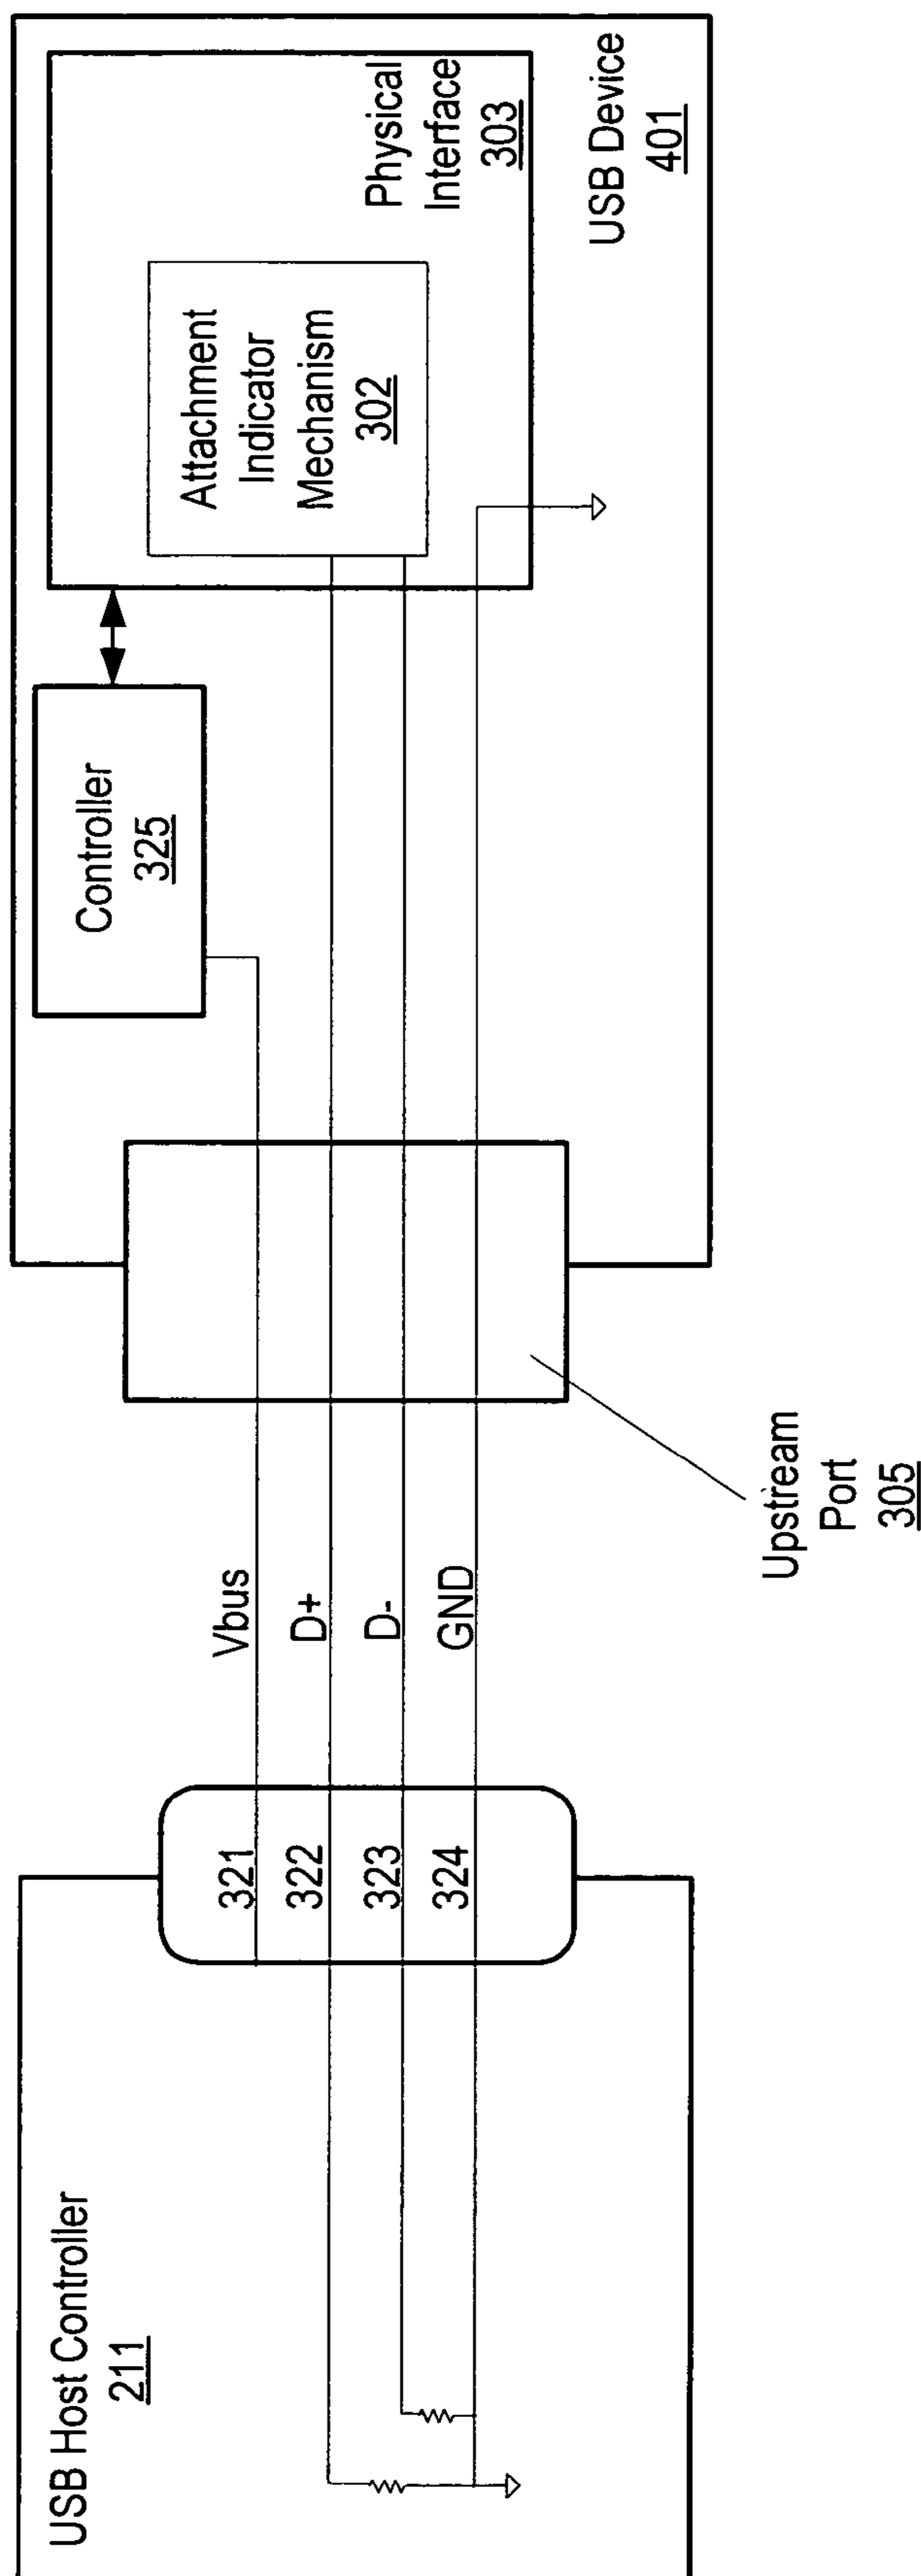 USB Host Controller
211
321
322
323
324
Vbus
D+
D-
GND
Upstream
Port
305
Controller
325
Attachment
Indicator
Mechanism
302
Physical
Interface
303
USB Device
401